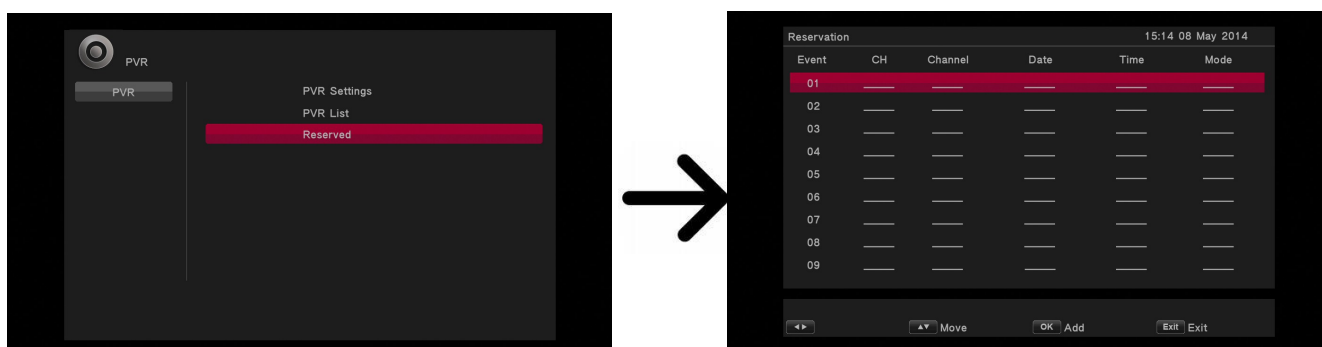 PVR
PVR
PVR Settings
PVR List
Reserved
Reservation 15:14 08 May 2014
Event CH Channel Date Time Mode
01
02
03
04
05
06
07
08
09
Move OK Add Exit Exit